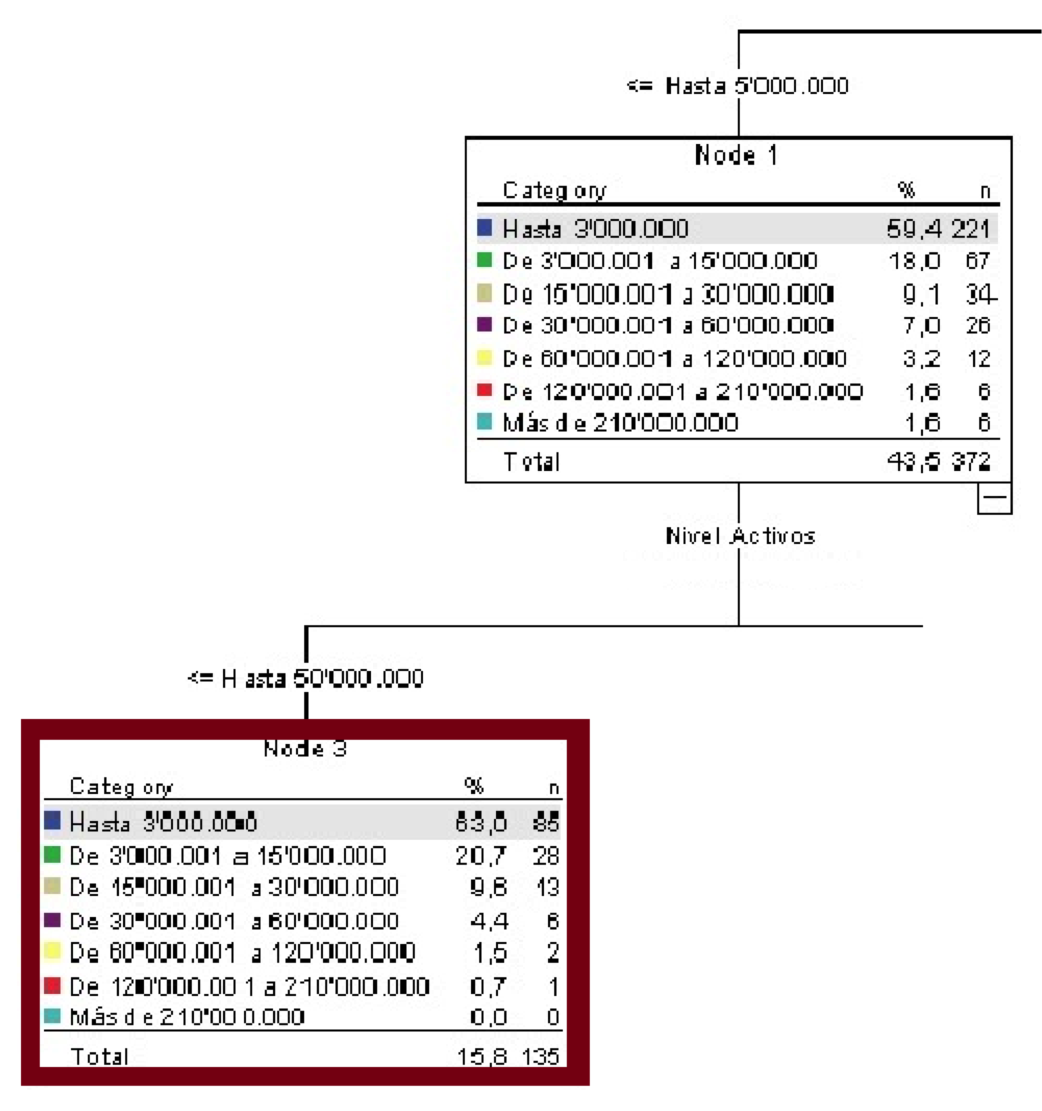 <= Hasta 5'000.000
Node 1
Category % n
Hasta 3'000.000 59,4 221
De 3'000.001 a 15'000.000 18,0 67
De 15'000.001 a 30'000.000 9,1 34
De 30'000.001 a 60'000.000 7,0 26
De 60'000.001 a 120'000.000 3,2 12
De 120'000.001 a 210'000.000 1,6 6
Más de 210'000.000 1,6 6
Total 43,5 372
Nivel Activos
<= Hasta 50'000.000
Node 3
Category % n
Hasta 3'000.000 63,0 85
De 3'000.001 a 15'000.000 20,7 28
De 15'000.001 a 30'000.000 9,6 13
De 30'000.001 a 60'000.000 4,4 6
De 60'000.001 a 120'000.000 1,5 2
De 120'000.001 a 210'000.000 0,7 1
Más de 210'000.000 0,0 0
Total 15,8 135